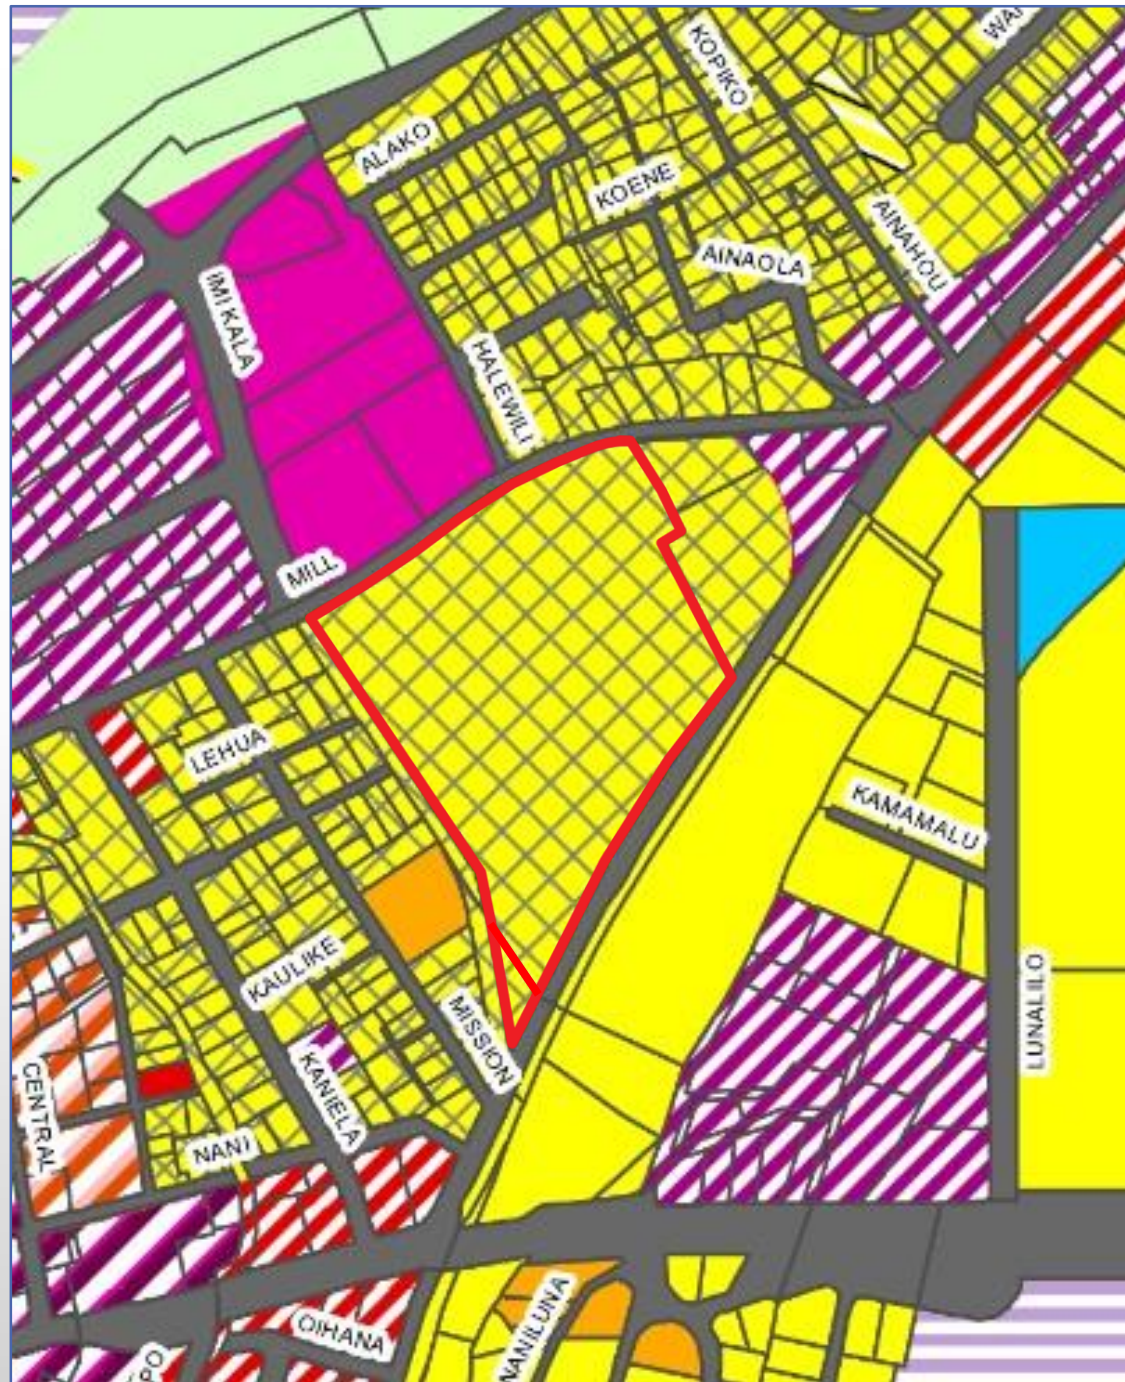 KOPIKO
ALAKO
KOENE
AINAHOU
AINAOLA
IMI KALA
HALEWILI
MILL
LEHUA
KAMAMALU
KAULIKE
MISSION
LUNALILO
KANIELA
CENTRAL
NANI
OIHANA
NANILUNA